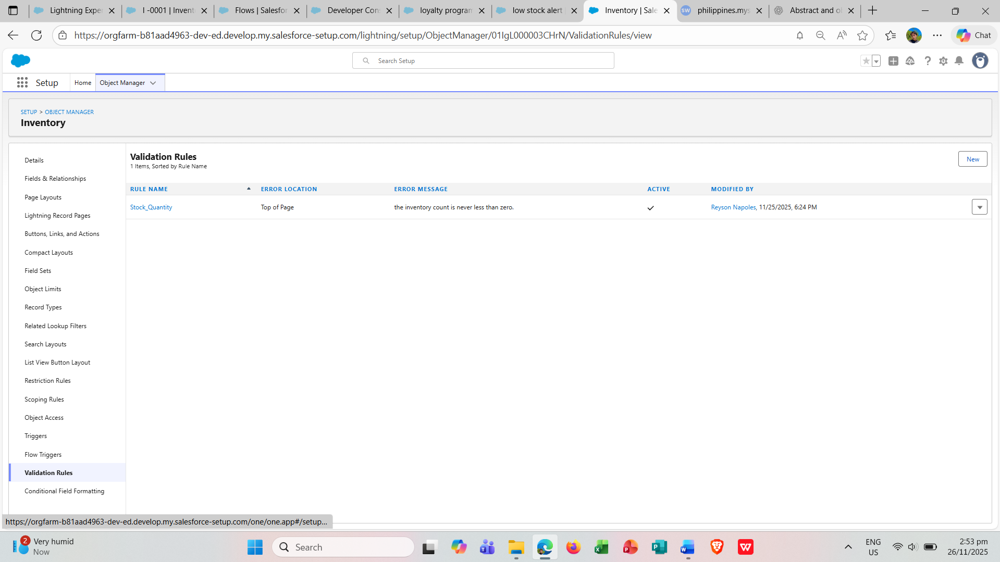 Lightning Exper
I -0001 | Invent
Flows | Salesfor
Developer Cons
loyalty program
low stock alert
Inventory | Sale
SW
philippines.mys
Abstract and ol
https://orgfarm-b81aad4963-dev-ed.develop.my.salesforce-setup.com/lightning/setup/ObjectManager/01IgL000003CHrN/ValidationRules/view
Chat
Search Setup
Setup
Home
Object Manager
SETUP > OBJECT MANAGER
Inventory
Details
Fields & Relationships
Page Layouts
Lightning Record Pages
Buttons, Links, and Actions
Compact Layouts
Field Sets
Object Limits
Record Types
Related Lookup Filters
Search Layouts
List View Button Layout
Restriction Rules
Scoping Rules
Object Access
Triggers
Flow Triggers
Validation Rules
Conditional Field Formatting
Validation Rules
1 Items, Sorted by Rule Name
New
RULE NAME ERROR LOCATION ERROR MESSAGE ACTIVE MODIFIED BY
Stock_Quantity Top of Page the inventory count is never less than zero. Reyson Napoles, 11/25/2025, 6:24 PM
https://orgfarm-b81aad4963-dev-ed.develop.my.salesforce-setup.com/one/one.app#/setup...
2
Very humid
Now
Search
ENG
US
2:53 pm
26/11/2025